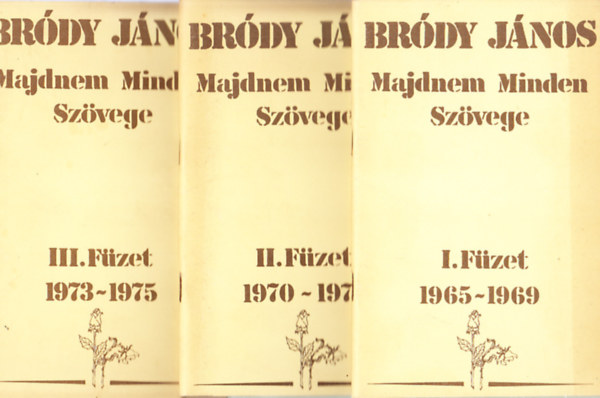 BRÓDY JÁN
Majdnem Mind
Szövege
III. Füzet
1973~1975
BRÓDY JÁ
Majdnem Mi
Szövege
II. Füzet
1970~197
BRÓDY JÁNOS
Majdnem Minden
Szövege
I. Füzet
1965~1969